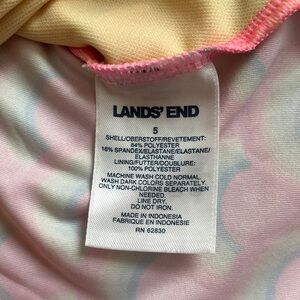 LANDS' END
5
SHELL/OBERSTOFF/REVETEMENT:
84% POLYESTER
16% SPANDEX/ELASTANE/ELASTANE/
ELASTHANNE
LINING/FUTTER/DOUBLURE:
100% POLYESTER
MACHINE WASH COLD NORMAL.
WASH DARK COLORS SEPARATELY.
ONLY NON-CHLORINE BLEACH WHEN
NEEDED.
LINE DRY.
DO NOT IRON.
MADE IN INDONESIA
FABRIQUE EN INDONESIE
RN 62830